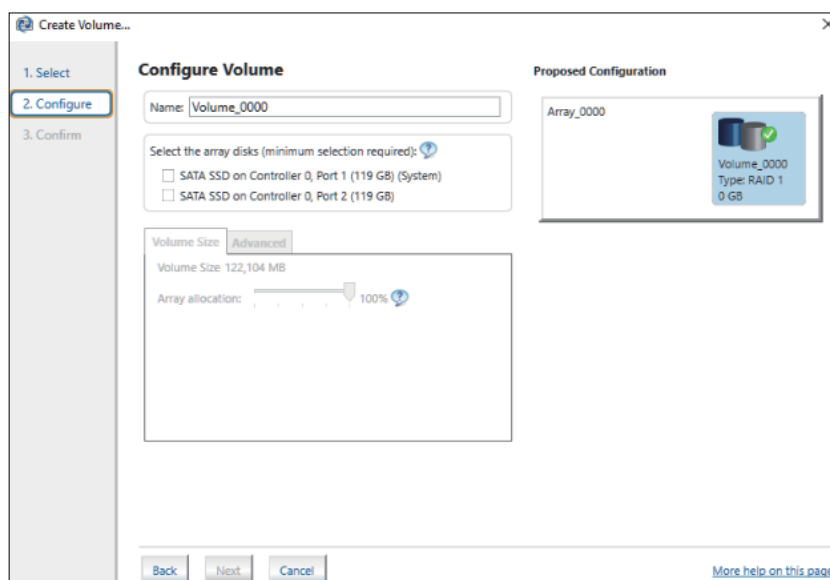 Create Volume...
1. Select
2. Configure
3. Confirm
Configure Volume
Name: Volume_0000
Select the array disks (minimum selection required):
SATA SSD on Controller 0, Port 1 (119 GB) (System)
SATA SSD on Controller 0, Port 2 (119 GB)
Volume Size Advanced
Volume Size 122,104 MB
Array allocation: 100%
Proposed Configuration
Array_0000
Volume_0000
Type: RAID 1
0 GB
Back Next Cancel
More help on this page